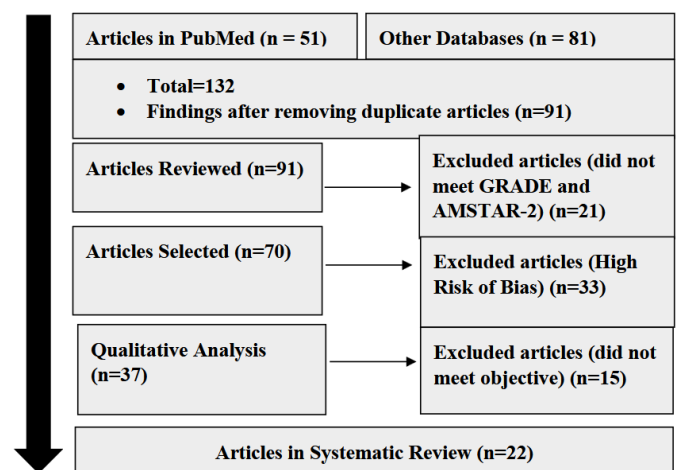 Articles in PubMed (n = 51)
Other Databases (n = 81)
• Total=132
• Findings after removing duplicate articles (n=91)
Articles Reviewed (n=91)
Excluded articles (did not
meet GRADE and
AMSTAR-2) (n=21)
Articles Selected (n=70)
Excluded articles (High
Risk of Bias) (n=33)
Qualitative Analysis
(n=37)
Excluded articles (did not
meet objective) (n=15)
Articles in Systematic Review (n=22)